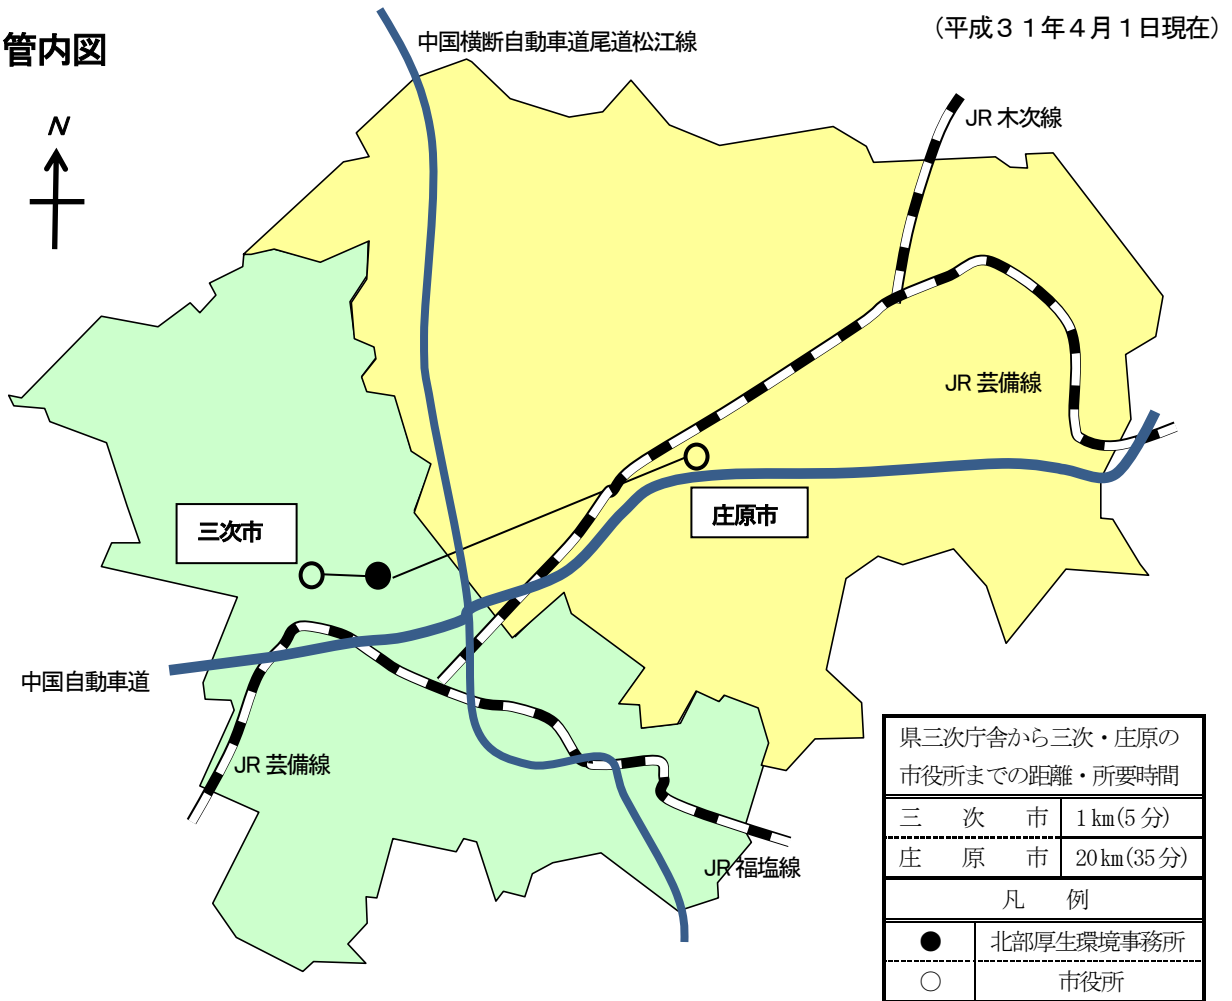 管内図
(平成３１年４月１日現在)
中国横断自動車道尾道松江線
N
JR 木次線
JR 芸備線
三次市
庄原市
中国自動車道
JR 芸備線
JR 福塩線
県三次庁舎から三次・庄原の
市役所までの距離・所要時間
三　次　市　1㎞(5分)
庄　原　市　20㎞(35分)
凡　例
●　北部厚生環境事務所
○　市役所